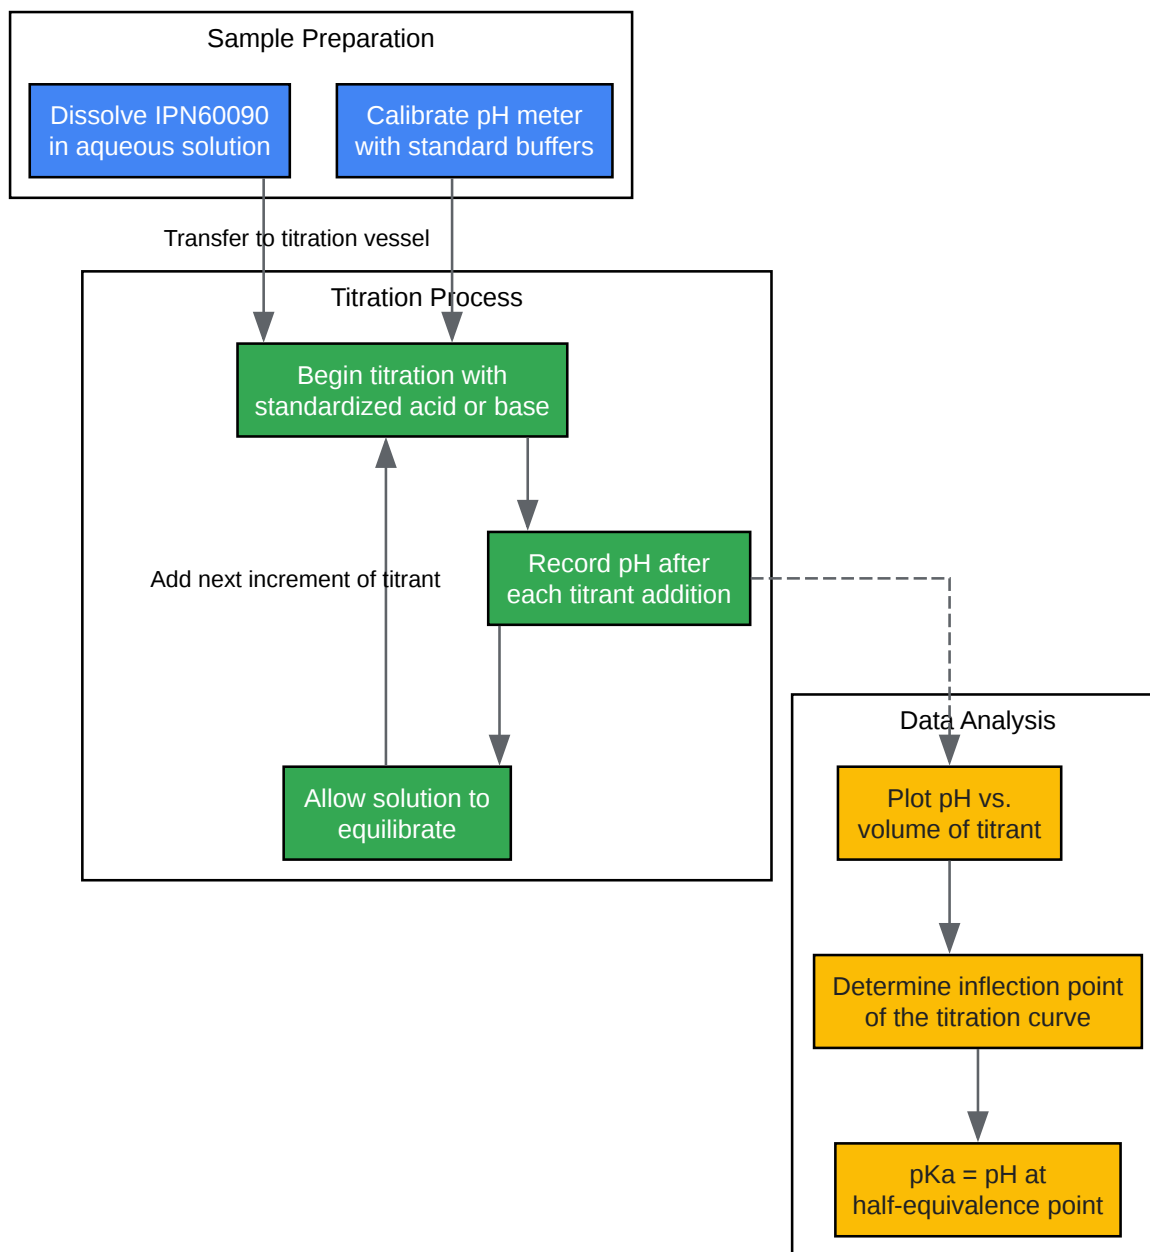 Sample Preparation
Dissolve IPN60090
in aqueous solution
Calibrate pH meter
with standard buffers
Transfer to titration vessel
Titration Process
Begin titration with
standardized acid or base
Add next increment of titrant
Record pH after
each titrant addition
Allow solution to
equilibrate
Data Analysis
Plot pH vs.
volume of titrant
Determine inflection point
of the titration curve
pKa = pH at
half-equivalence point